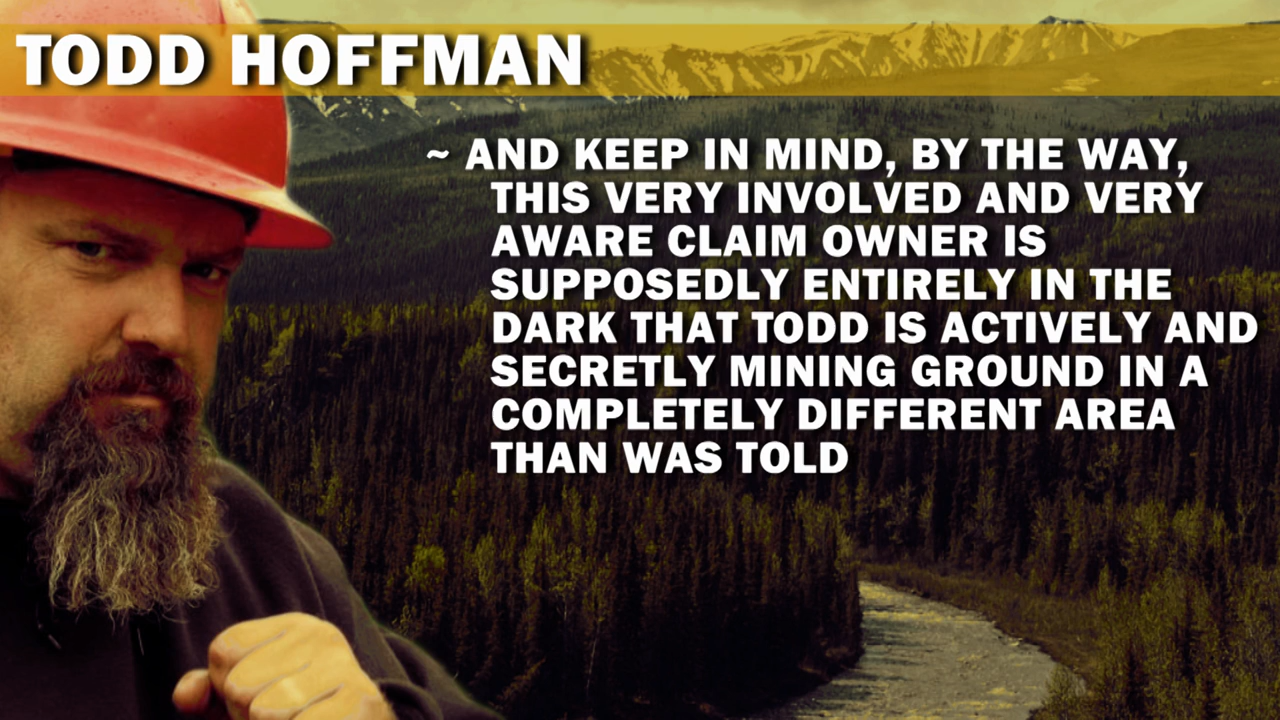 TODD HOFFMAN
~ AND KEEP IN MIND, BY THE WAY,
THIS VERY INVOLVED AND VERY
AWARE CLAIM OWNER IS
SUPPOSEDLY ENTIRELY IN THE
DARK THAT TODD IS ACTIVELY AND
SECRETLY MINING GROUND IN A
COMPLETELY DIFFERENT AREA
THAN WAS TOLD